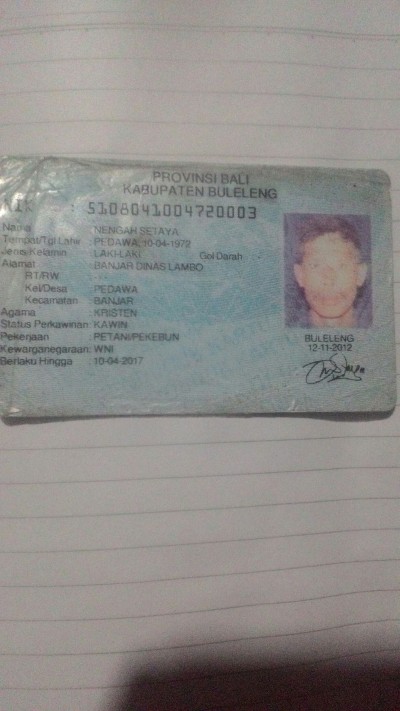 PROVINSI BALI
KABUPATEN BULELENG
NIK : 5108041004720003
Nama : NENGAH SETAYA
Tempat/Tgl Lahir : PEDAWA, 10-04-1972
Jenis Kelamin : LAKI-LAKI Gol Darah
Alamat : BANJAR DINAS LAMBO
RT/RW : - -
Kel/Desa : PEDAWA
Kecamatan : BANJAR
Agama : KRISTEN
Status Perkawinan: KAWIN
Pekerjaan : PETANI/PEKEBUN
Kewarganegaraan: WNI
Berlaku Hingga : 10-04-2017
BULELENG
12-11-2012